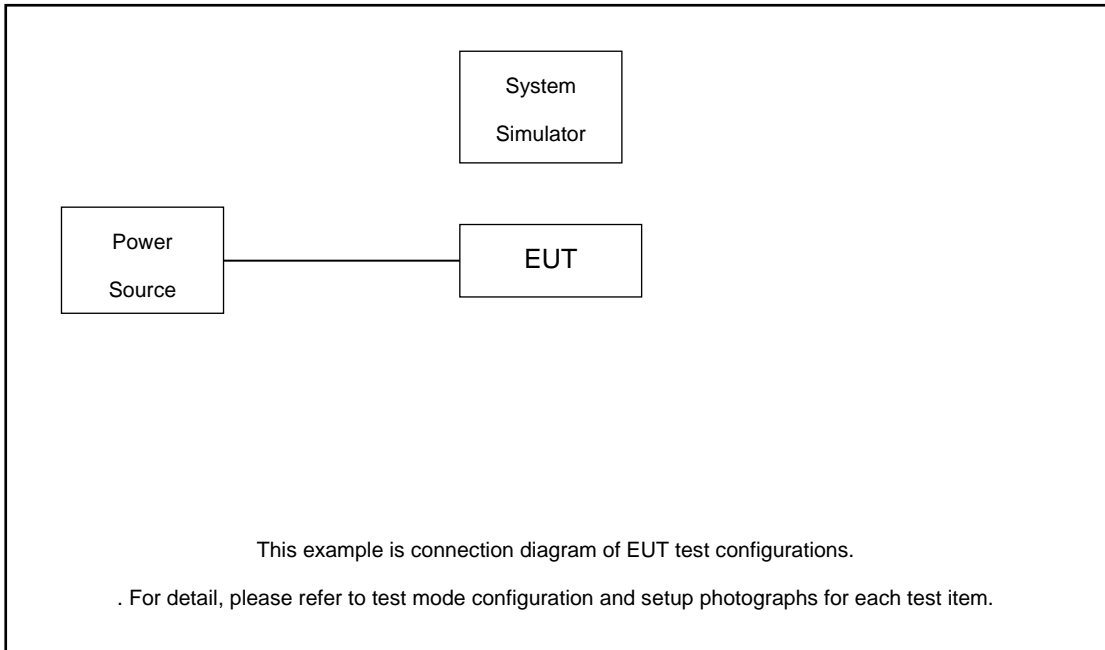 System
Simulator
Power
Source
EUT
This example is connection diagram of EUT test configurations.
. For detail, please refer to test mode configuration and setup photographs for each test item.